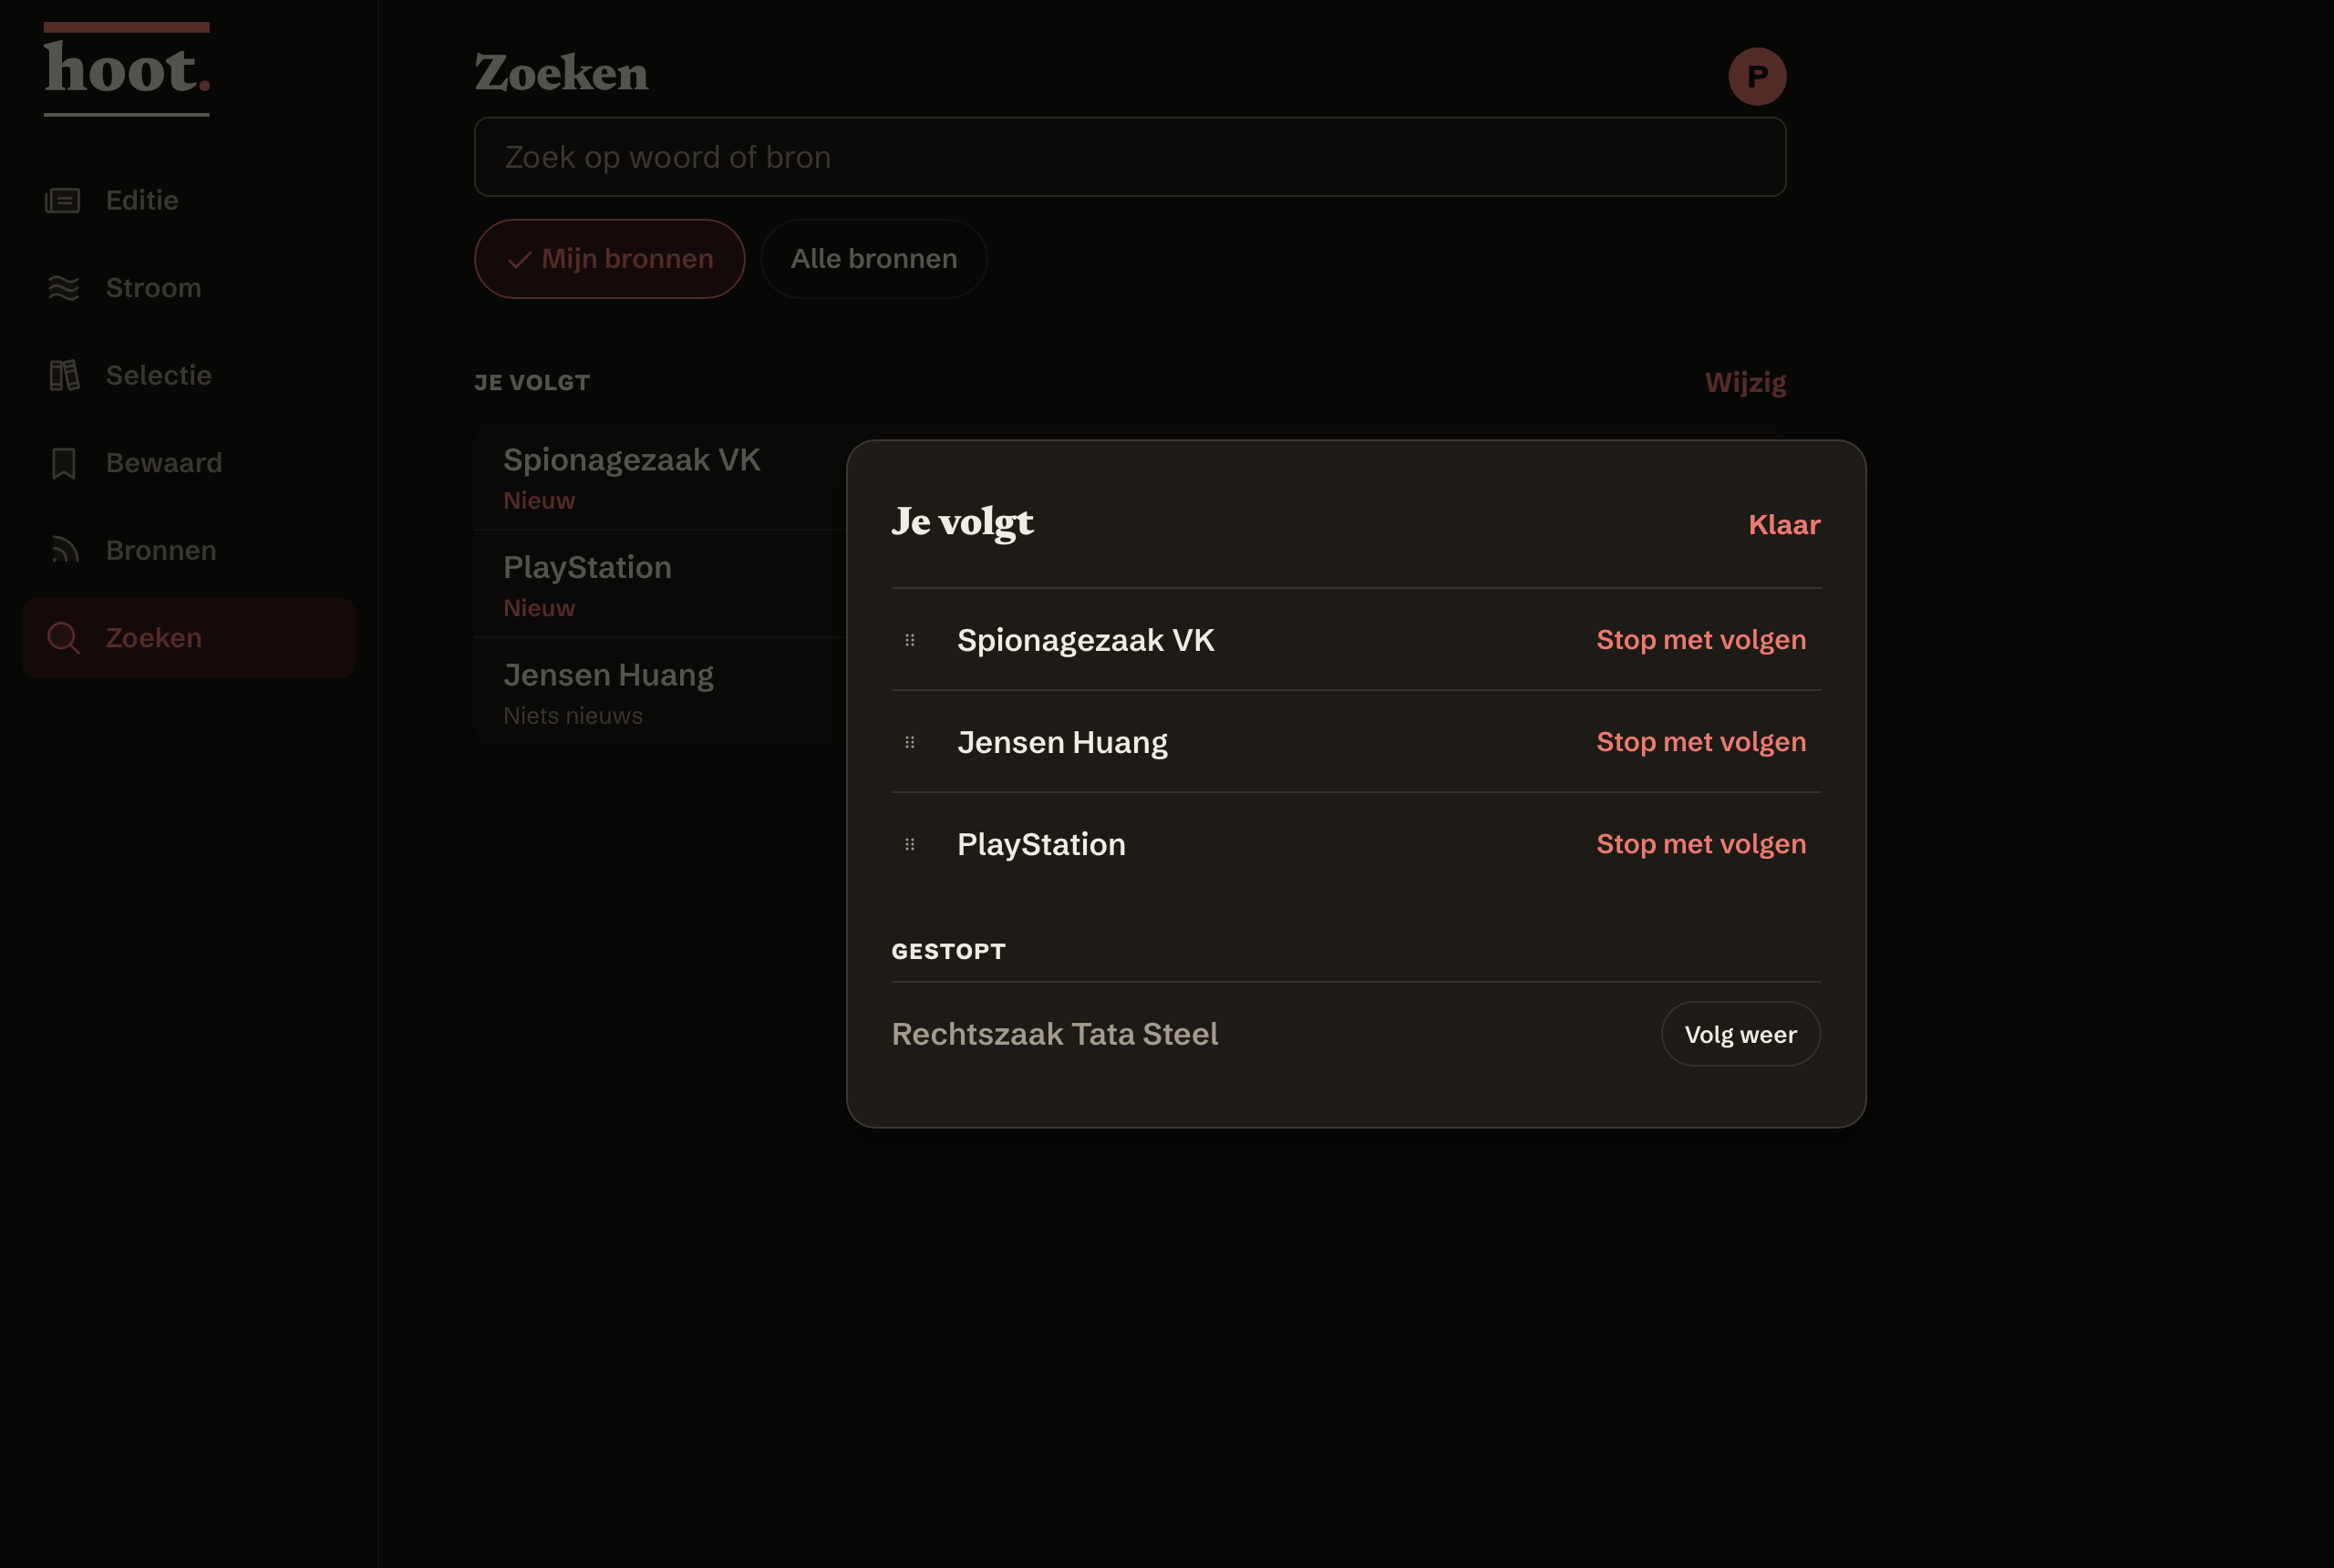 hoot.
Editie
Stroom
Selectie
Bewaard
Bronnen
Zoeken
Zoeken
P
Zoek op woord of bron
Mijn bronnen
Alle bronnen
JE VOLGT
Wijzig
Spionagezaak VK
Nieuw
PlayStation
Nieuw
Jensen Huang
Niets nieuws
Je volgt
Klaar
Spionagezaak VK
Stop met volgen
Jensen Huang
Stop met volgen
PlayStation
Stop met volgen
GESTOPT
Rechtszaak Tata Steel
Volg weer